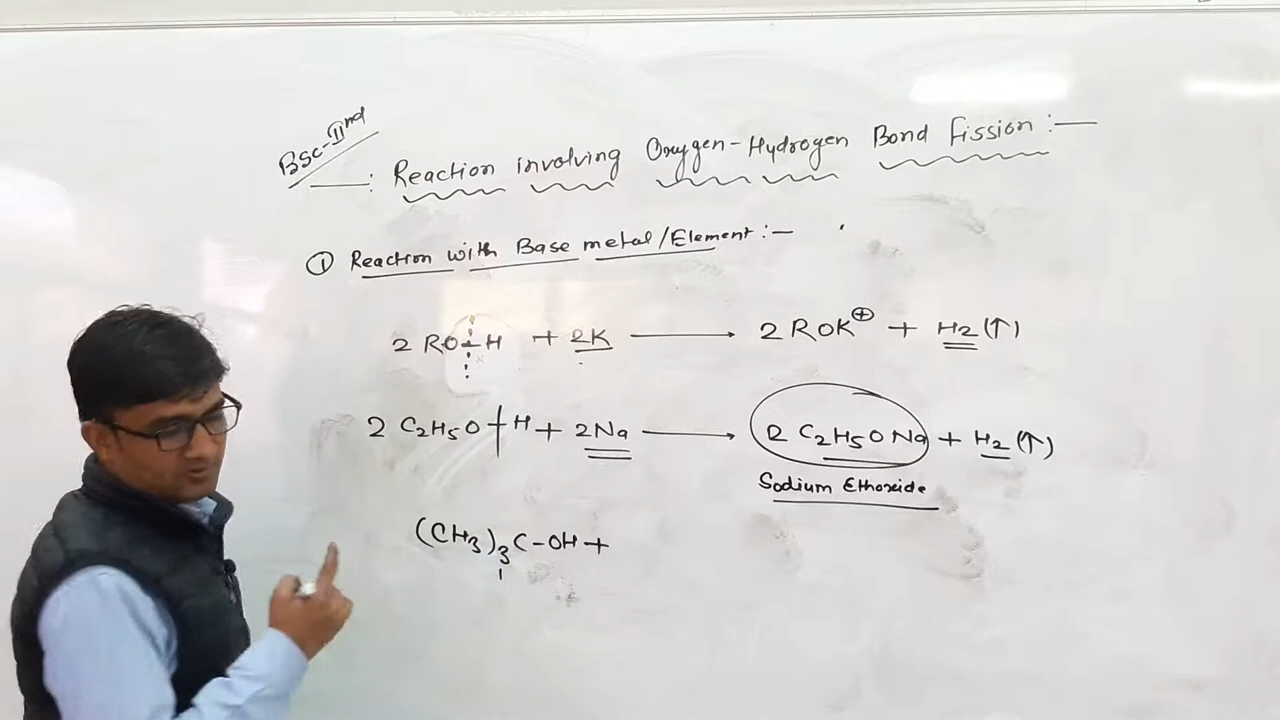 BSc-IInd
Reaction involving Oxygen-Hydrogen Bond Fission :—
① Reaction with Base metal/Element :—
2 RO-H + 2K ⟶ 2 ROK⊕ + H2(↑)
2 C2H5O-H + 2Na ⟶ 2 C2H5ONa + H2(↑)
Sodium Ethoxide
(CH3)3C-OH +